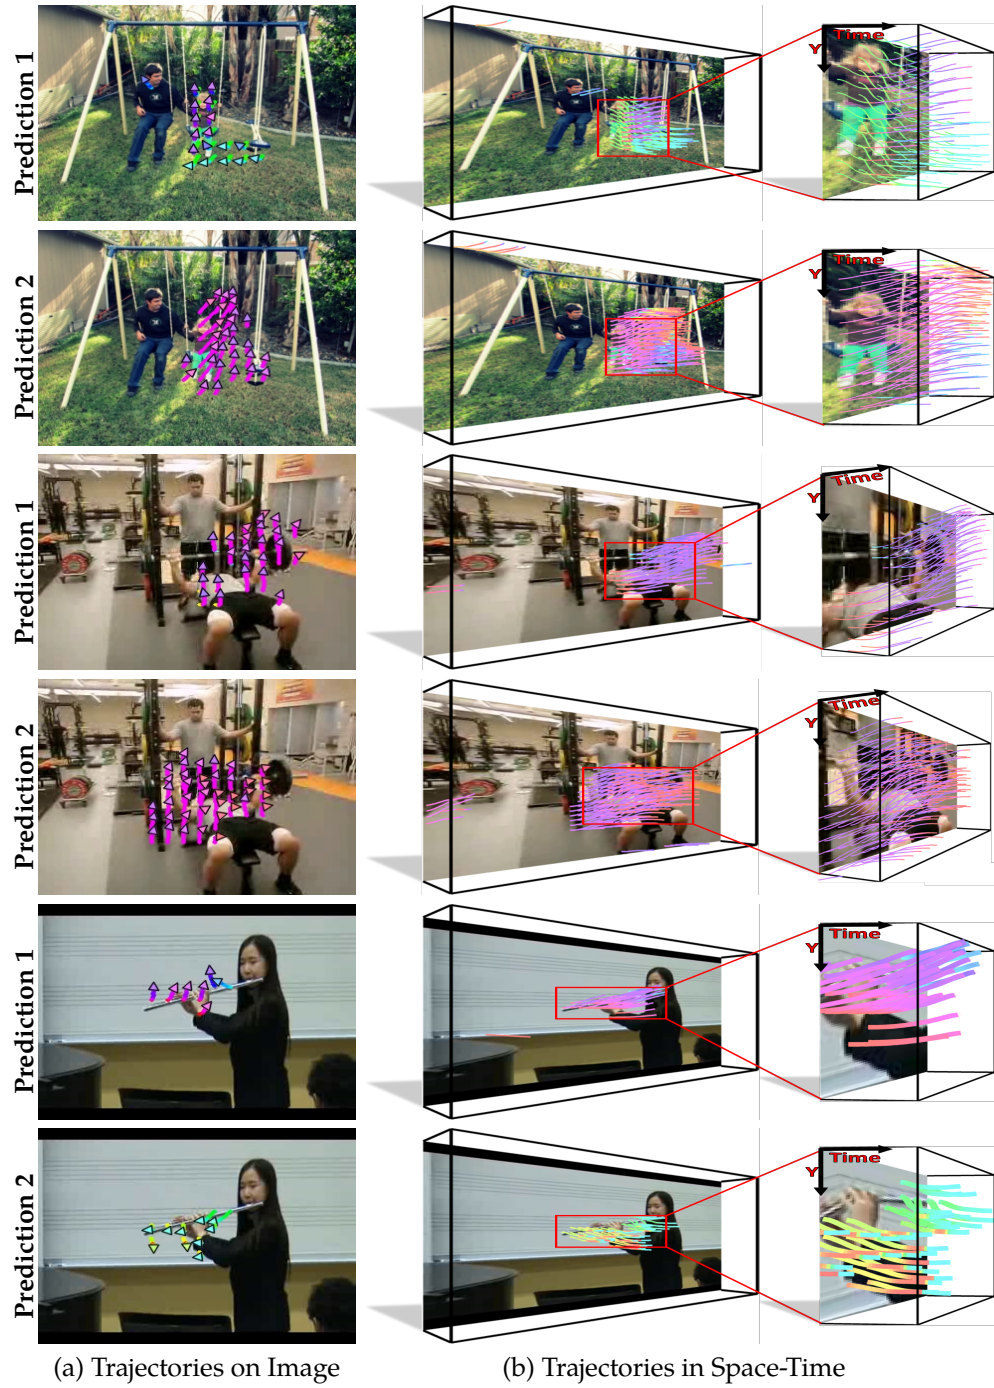 Prediction 1
Time
Y
Prediction 2
Time
Y
Prediction 1
Time
Y
Prediction 2
Time
Y
Prediction 1
Time
Y
Prediction 2
Time
Y
(a) Trajectories on Image
(b) Trajectories in Space-Time